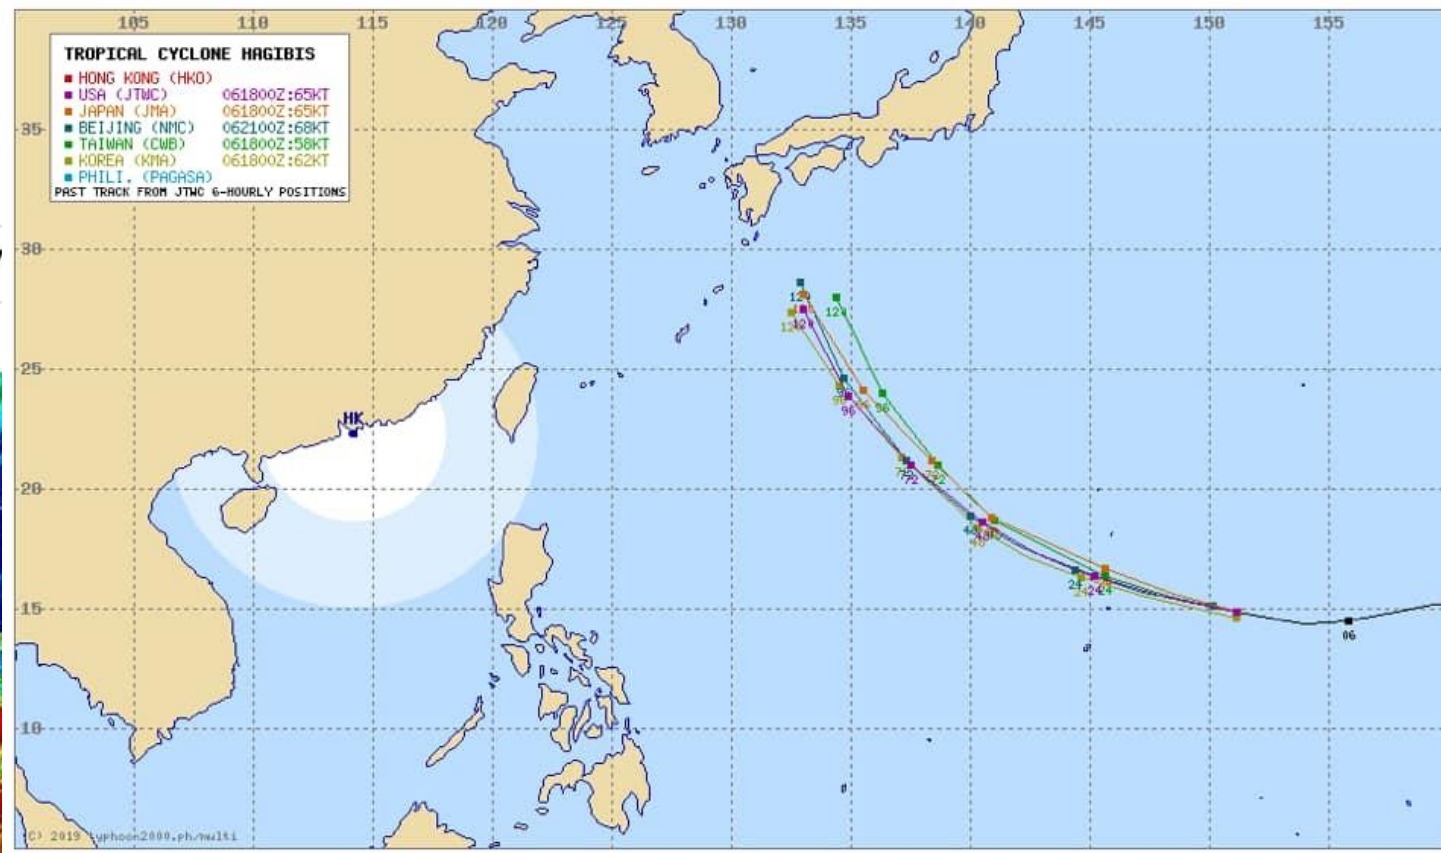 105 110 115 120 125 130 135 140 145 150 155
TROPICAL CYCLONE HAGIBIS
HONG KONG (HKO)
USA (JTWC) 061800Z:65KT
JAPAN (JMA) 061800Z:65KT
BEIJING (NMC) 062100Z:68KT
TAIWAN (CWB) 061800Z:58KT
KOREA (KMA) 061800Z:62KT
PHILI. (PAGASA)
PAST TRACK FROM JTWC 6-HOURLY POSITIONS
35
30
120
120
120
25
96
96
96
HK
72
72
20
48
24
24
24
15
06
10
(C) 2019 typhoon2000.ph/multi